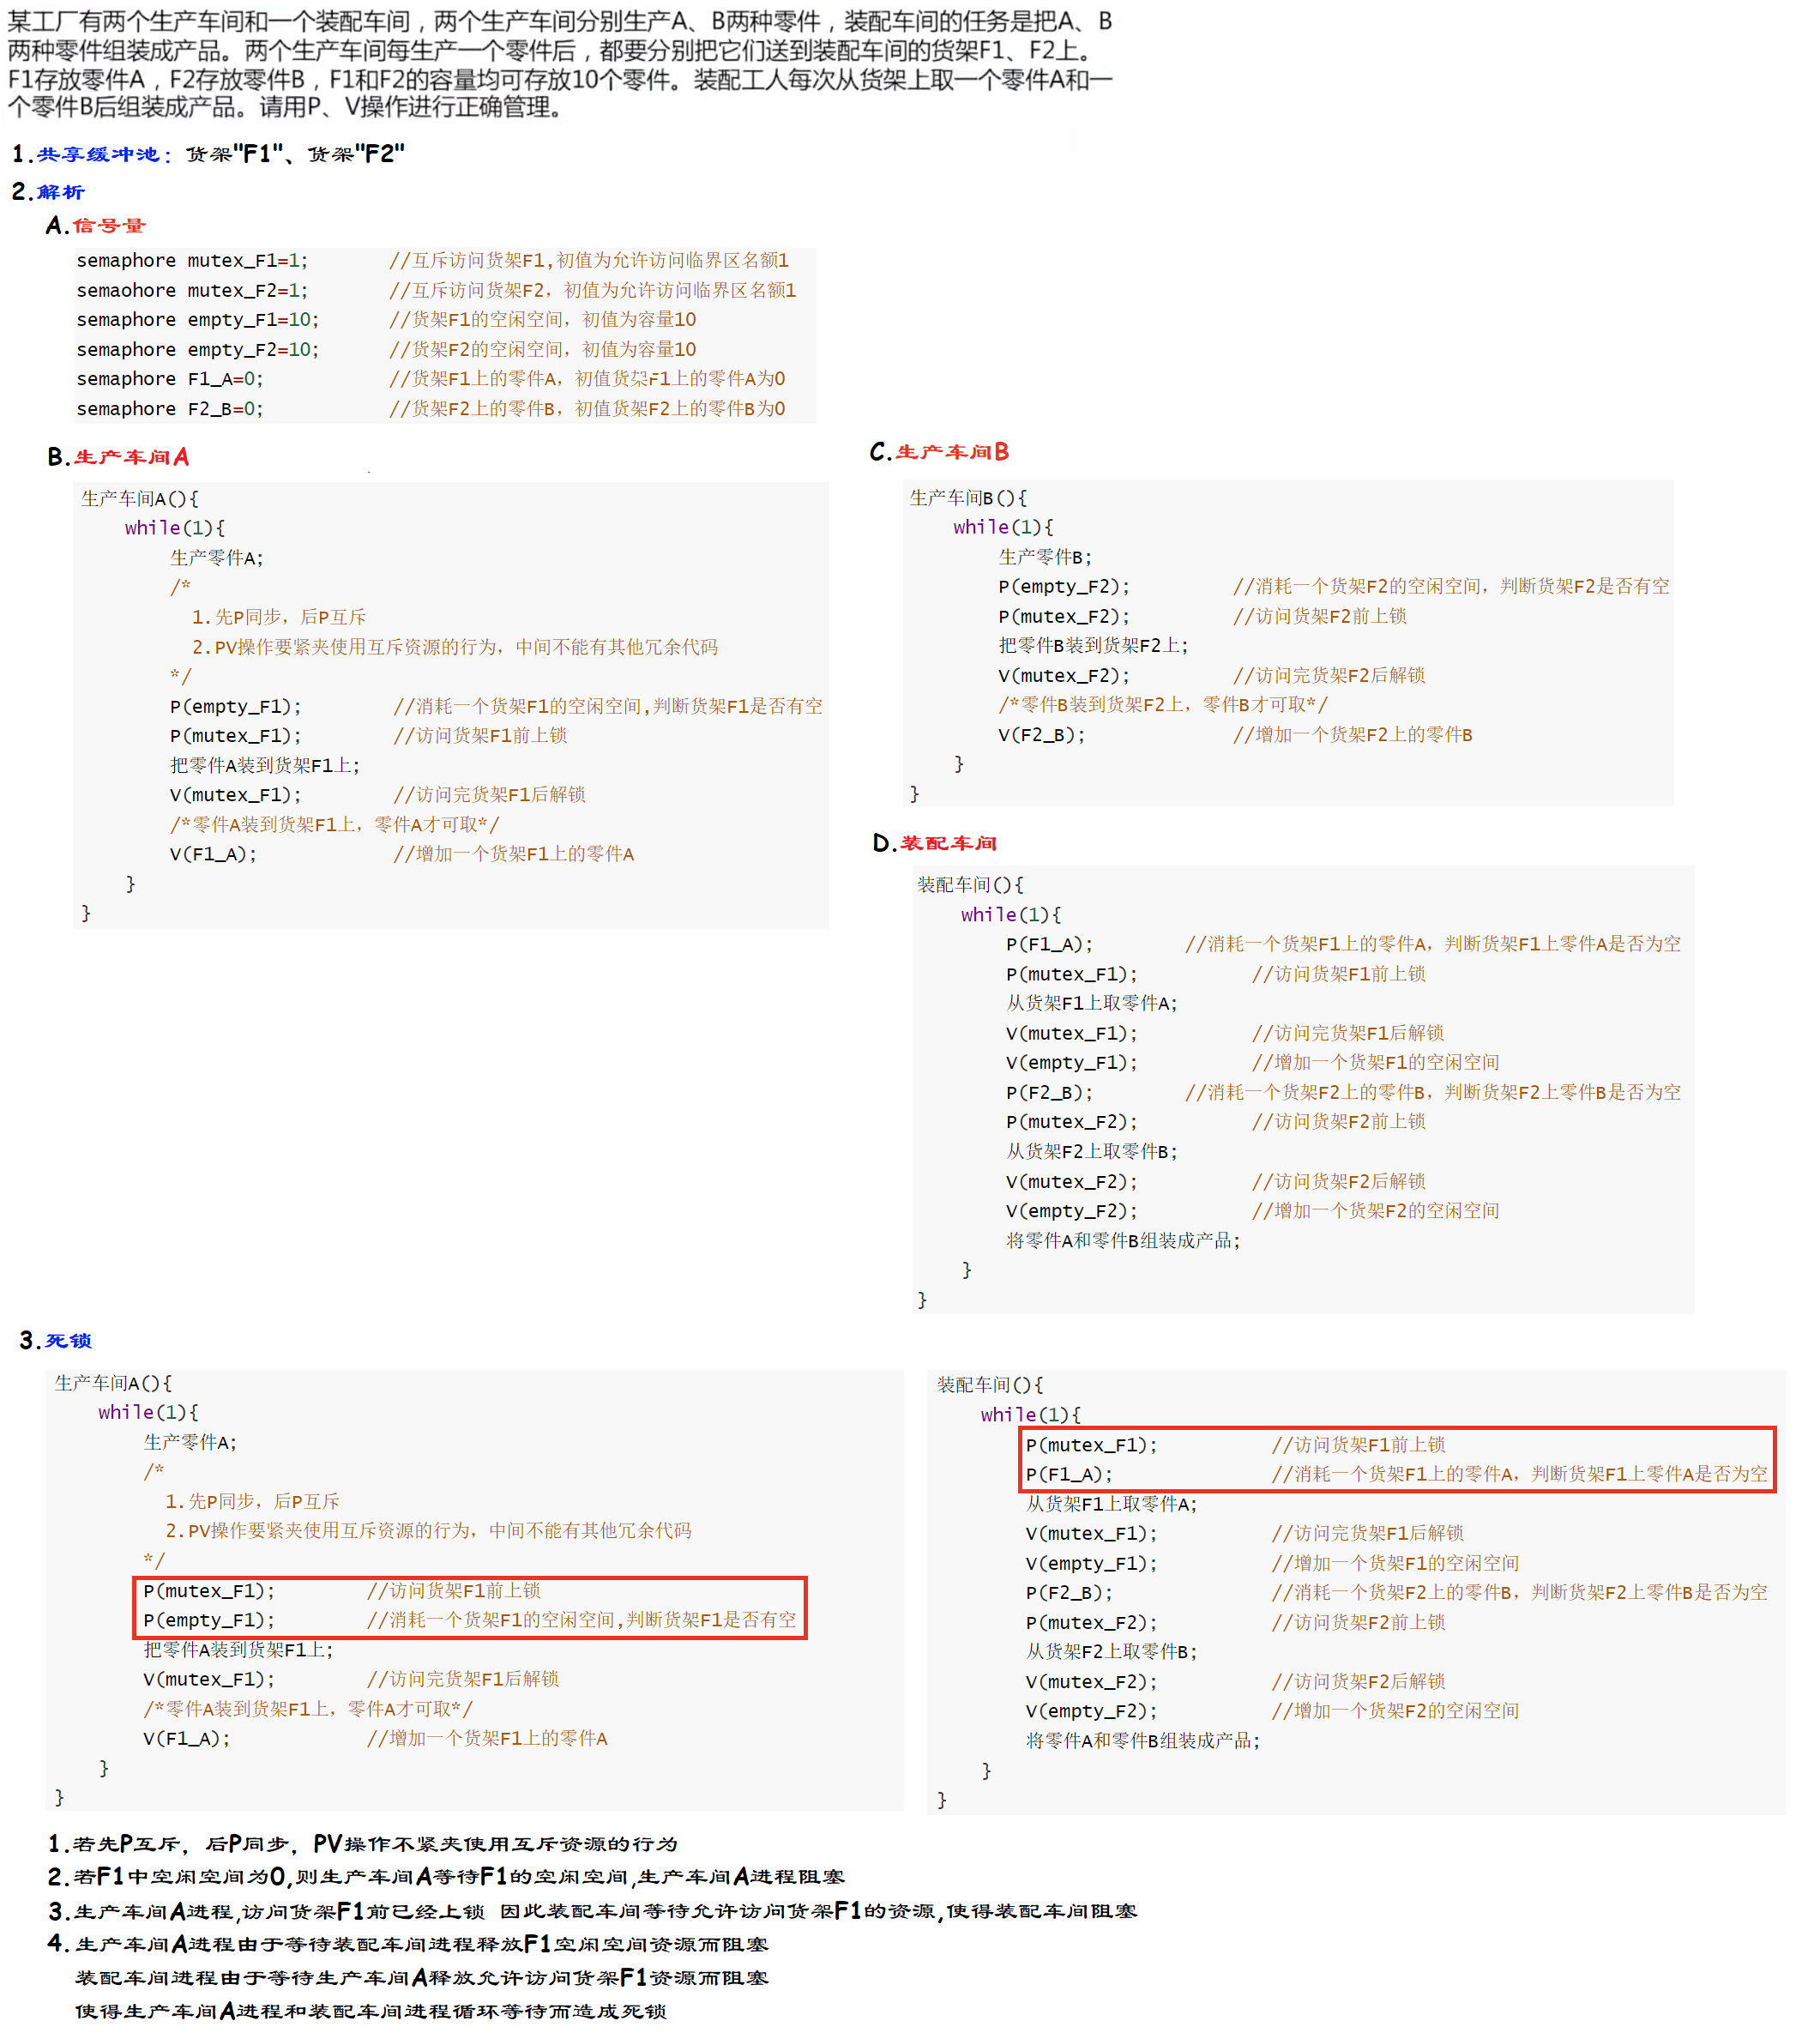 某工厂有两个生产车间和一个装配车间，两个生产车间分别生产A、B两种零件，装配车间的任务是把A、B
两种零件组装成产品。两个生产车间每生产一个零件后，都要分别把它们送到装配车间的货架F1、F2上。
F1存放零件A，F2存放零件B，F1和F2的容量均可存放10个零件。装配工人每次从货架上取一个零件A和一
个零件B后组装成产品。请用P、V操作进行正确管理。
1.共享缓冲池：货架"F1"、货架"F2"
2.解析
A.信号量
semaphore mutex_F1=1; //互斥访问货架F1,初值为允许访问临界区名额1
semaohore mutex_F2=1; //互斥访问货架F2，初值为允许访问临界区名额1
semaphore empty_F1=10; //货架F1的空闲空间，初值为容量10
semaphore empty_F2=10; //货架F2的空闲空间，初值为容量10
semaphore F1_A=0; //货架F1上的零件A，初值货架F1上的零件A为0
semaphore F2_B=0; //货架F2上的零件B，初值货架F2上的零件B为0
B.生产车间A
生产车间A(){
while(1){
生产零件A;
/*
1.先P同步，后P互斥
2.PV操作要紧夹使用互斥资源的行为，中间不能有其他冗余代码
*/
P(empty_F1); //消耗一个货架F1的空闲空间,判断货架F1是否有空
P(mutex_F1); //访问货架F1前上锁
把零件A装到货架F1上;
V(mutex_F1); //访问完货架F1后解锁
/*零件A装到货架F1上，零件A才可取*/
V(F1_A); //增加一个货架F1上的零件A
}
}
C.生产车间B
生产车间B(){
while(1){
生产零件B;
P(empty_F2); //消耗一个货架F2的空闲空间，判断货架F2是否有空
P(mutex_F2); //访问货架F2前上锁
把零件B装到货架F2上;
V(mutex_F2); //访问完货架F2后解锁
/*零件B装到货架F2上，零件B才可取*/
V(F2_B); //增加一个货架F2上的零件B
}
}
D.装配车间
装配车间(){
while(1){
P(F1_A); //消耗一个货架F1上的零件A，判断货架F1上零件A是否为空
P(mutex_F1); //访问货架F1前上锁
从货架F1上取零件A;
V(mutex_F1); //访问完货架F1后解锁
V(empty_F1); //增加一个货架F1的空闲空间
P(F2_B); //消耗一个货架F2上的零件B，判断货架F2上零件B是否为空
P(mutex_F2); //访问货架F2前上锁
从货架F2上取零件B;
V(mutex_F2); //访问货架F2后解锁
V(empty_F2); //增加一个货架F2的空闲空间
将零件A和零件B组装成产品;
}
}
3.死锁
生产车间A(){
while(1){
生产零件A;
/*
1.先P同步，后P互斥
2.PV操作要紧夹使用互斥资源的行为，中间不能有其他冗余代码
*/
P(mutex_F1); //访问货架F1前上锁
P(empty_F1); //消耗一个货架F1的空闲空间,判断货架F1是否有空
把零件A装到货架F1上;
V(mutex_F1); //访问完货架F1后解锁
/*零件A装到货架F1上，零件A才可取*/
V(F1_A); //增加一个货架F1上的零件A
}
}
装配车间(){
while(1){
P(mutex_F1); //访问货架F1前上锁
P(F1_A); //消耗一个货架F1上的零件A，判断货架F1上零件A是否为空
从货架F1上取零件A;
V(mutex_F1); //访问完货架F1后解锁
V(empty_F1); //增加一个货架F1的空闲空间
P(F2_B); //消耗一个货架F2上的零件B，判断货架F2上零件B是否为空
P(mutex_F2); //访问货架F2前上锁
从货架F2上取零件B;
V(mutex_F2); //访问货架F2后解锁
V(empty_F2); //增加一个货架F2的空闲空间
将零件A和零件B组装成产品;
}
}
1.若先P互斥，后P同步，PV操作不紧夹使用互斥资源的行为
2.若F1中空闲空间为0,则生产车间A等待F1的空闲空间,生产车间A进程阻塞
3.生产车间A进程,访问货架F1前已经上锁 因此装配车间等待允许访问货架F1的资源,使得装配车间阻塞
4.生产车间A进程由于等待装配车间进程释放F1空闲空间资源而阻塞
装配车间进程由于等待生产车间A释放允许访问货架F1资源而阻塞
使得生产车间A进程和装配车间进程循环等待而造成死锁